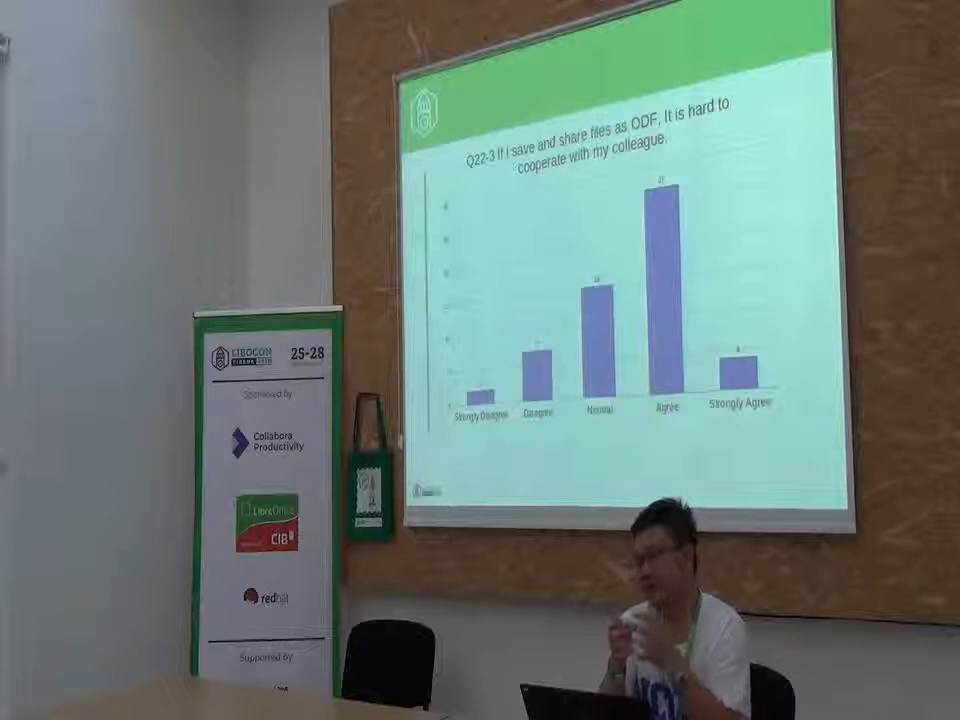 Q22-3 If I save and share files as ODF, It is hard to
cooperate with my colleague.
Strongly Disagree
Disagree
Neutral
Agree
Strongly Agree
LIBOCON
25-28
Sponsored by
Collabora
Productivity
LibreOffice
CIB
redhat
Supported by